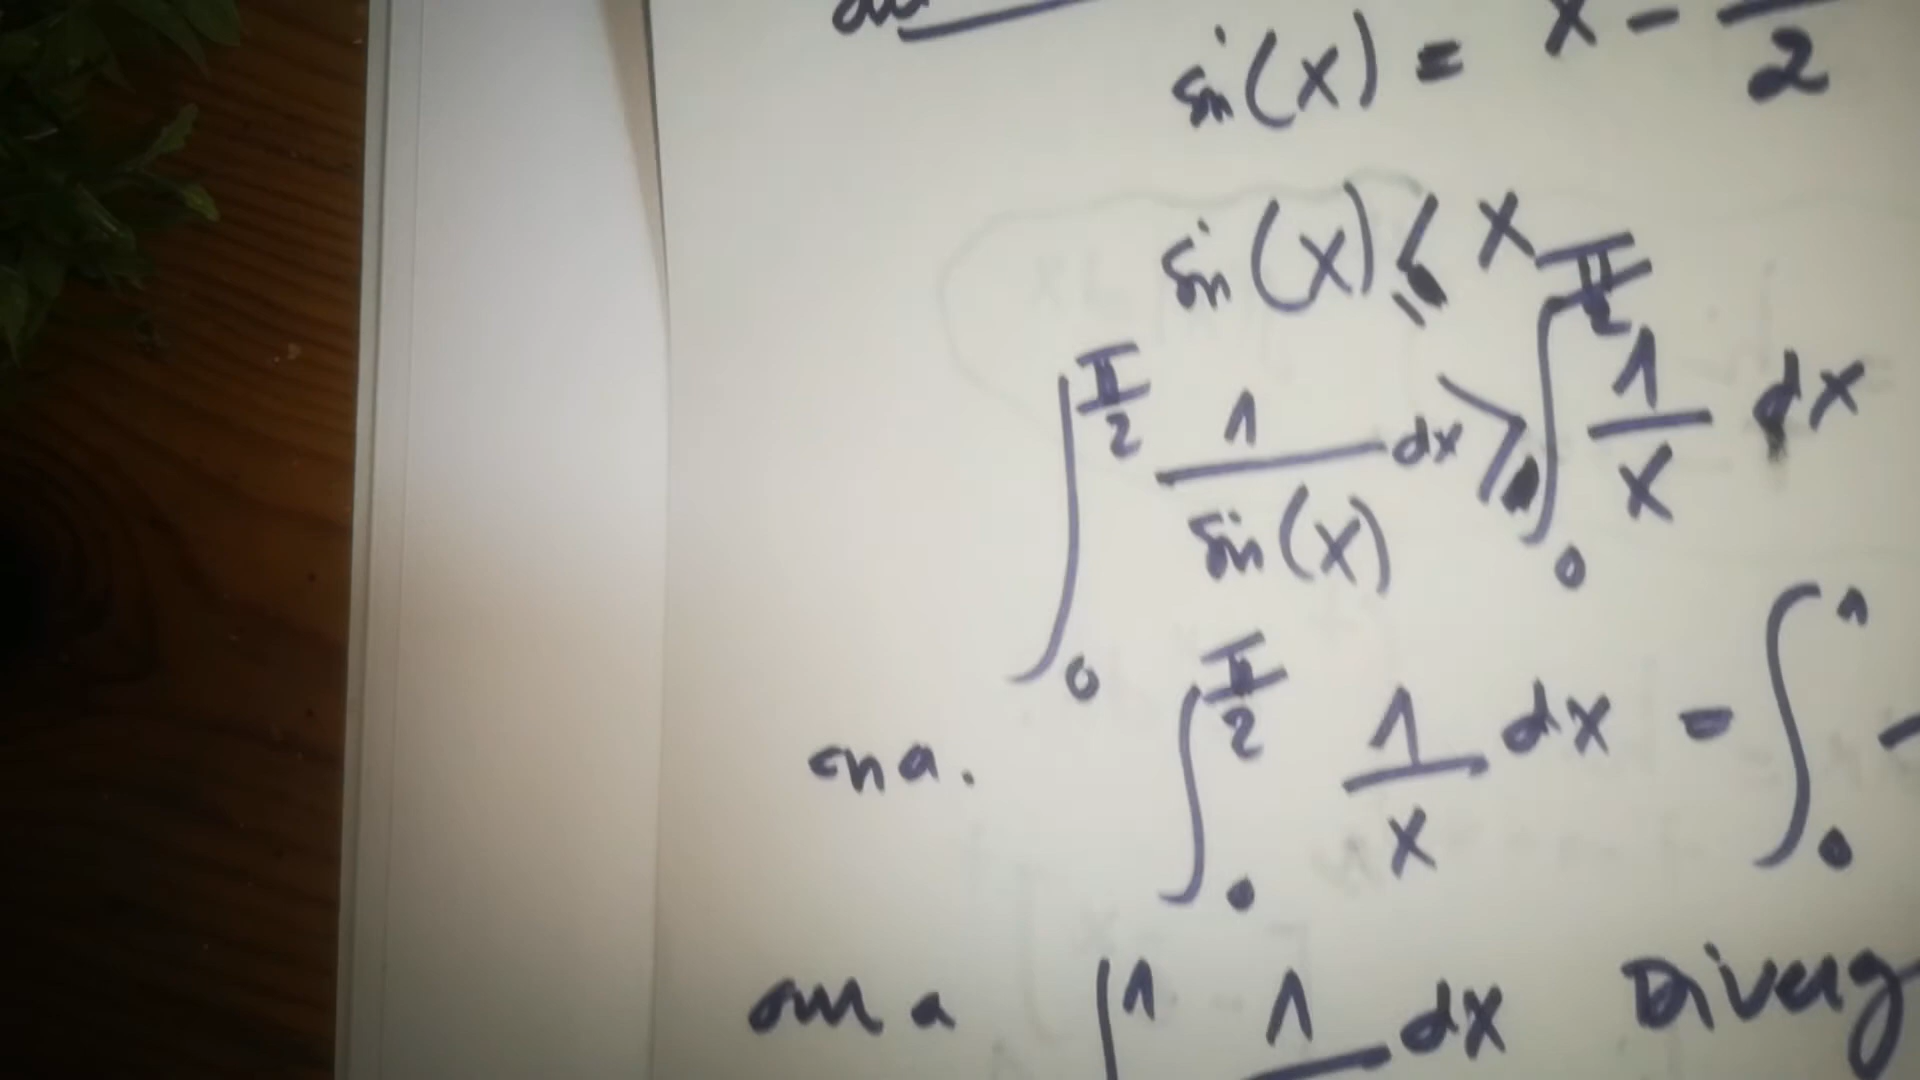 sin(x) = x - ―/2
sin(x) ≤ x
∫₀^(π/2) 1/sin(x) dx ≥ ∫₀^(π/2) 1/x dx
on a. ∫₀^(π/2) 1/x dx = ∫₀^1
on a ∫^1 1 dx Diverg